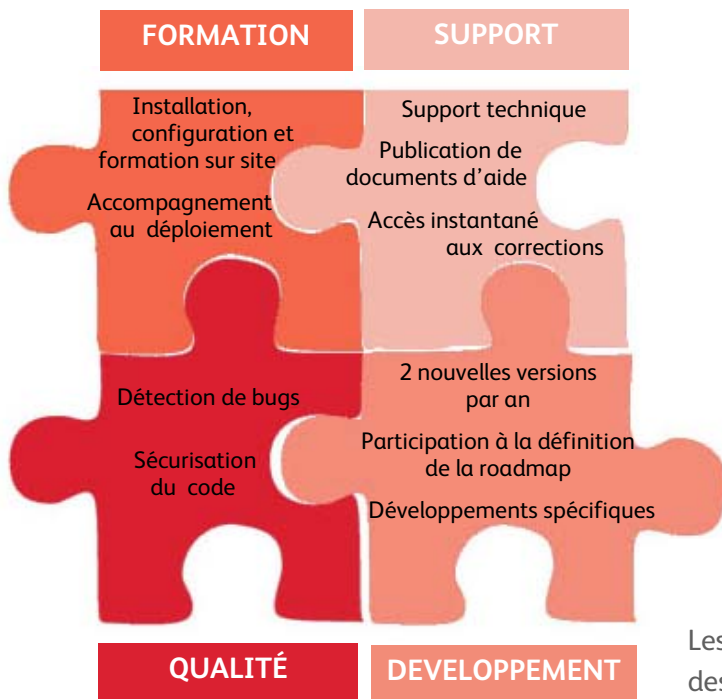 FORMATION
SUPPORT
Installation,
configuration et
formation sur site
Accompagnement
au déploiement
Support technique
Publication de
documents d’aide
Accès instantané
aux corrections
Détection de bugs
Sécurisation
du code
2 nouvelles versions
par an
Participation à la définition
de la roadmap
Développements spécifiques
QUALITÉ
DEVELOPPEMENT
Les
des